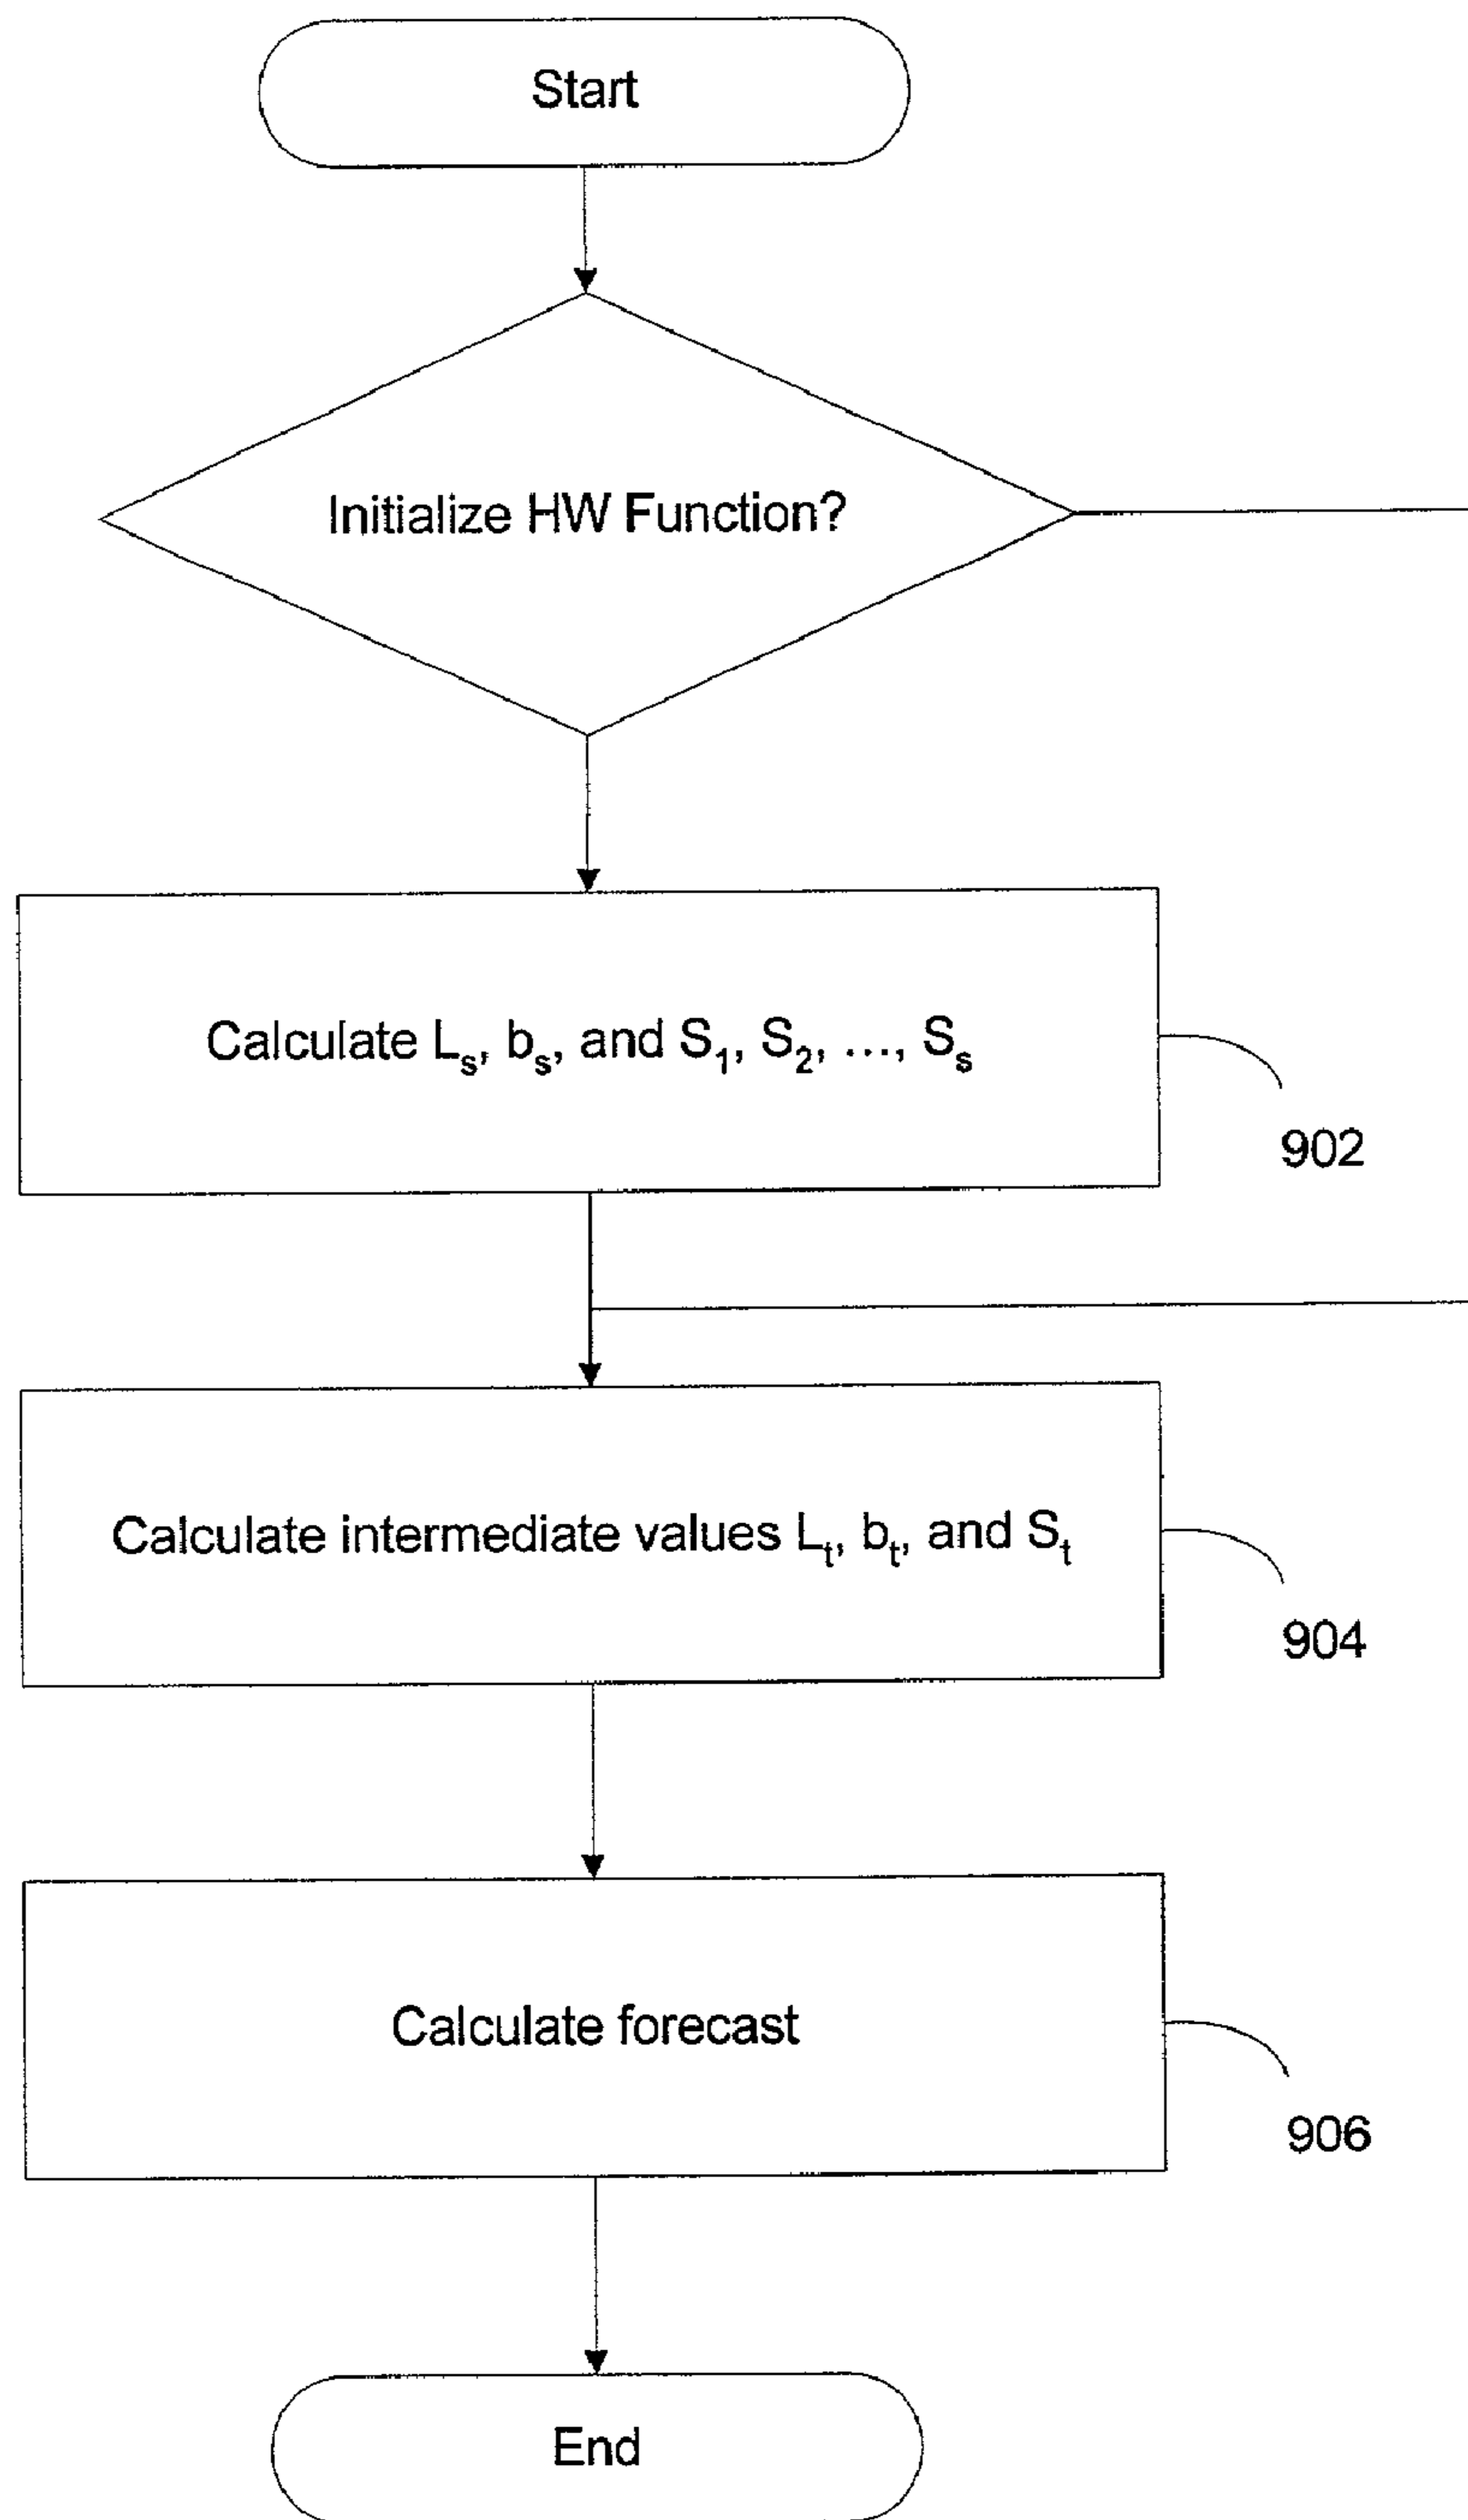 Start
Initialize HW Function?
Calculate Lₛ, bₛ, and S₁, S₂, ..., Sₛ
902
Calculate intermediate values Lₜ, bₜ, and Sₜ
904
Calculate forecast
906
End